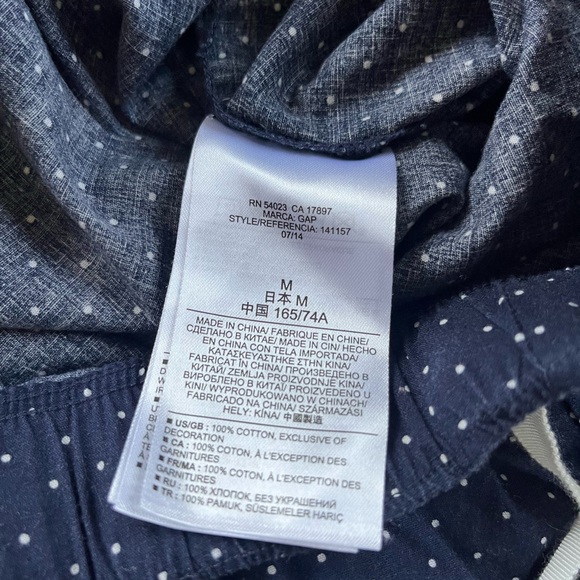 RN 54023 CA 17897
MARCA: GAP
STYLE/REFERENCIA: 141157
07/14
M
日本 M
中国 165/74A
MADE IN CHINA/ FABRIQUE EN CHINE/
СДЕЛАНО В КИТАЕ/ MADE IN CIN/ HECHO
EN CHINA CON TELA IMPORTADA/
ΚΑΤΑΣΚΕΥΑΣΤΗΚΕ ΣΤΗΝ ΚΙΝΑ/
FABRICAT ÎN CHINA/ ПРОИЗВЕДЕНО В
КИТАЙ/ ZEMLJA PROIZVODNJE KINA/
ВИРОБЛЕНО В КИТАЇ/ PROIZVEDENO U
KINI/ WYPRODUKOWANO W CHINACH/
FABRICADO NA CHINA/ SZÁRMAZÁSI
HELY: KÍNA/ 中國製造
▪ US/GB : 100% COTTON, EXCLUSIVE OF
DECORATION
▪ CA : 100% COTON, À L'EXCEPTION DES
GARNITURES
▪ FR/MA : 100% COTON, À L'EXCEPTION DES
GARNITURES
▪ RU : 100% ХЛОПОК, БЕЗ УКРАШЕНИЙ
▪ TR : 100% PAMUK, SÜSLEMELER HARİÇ